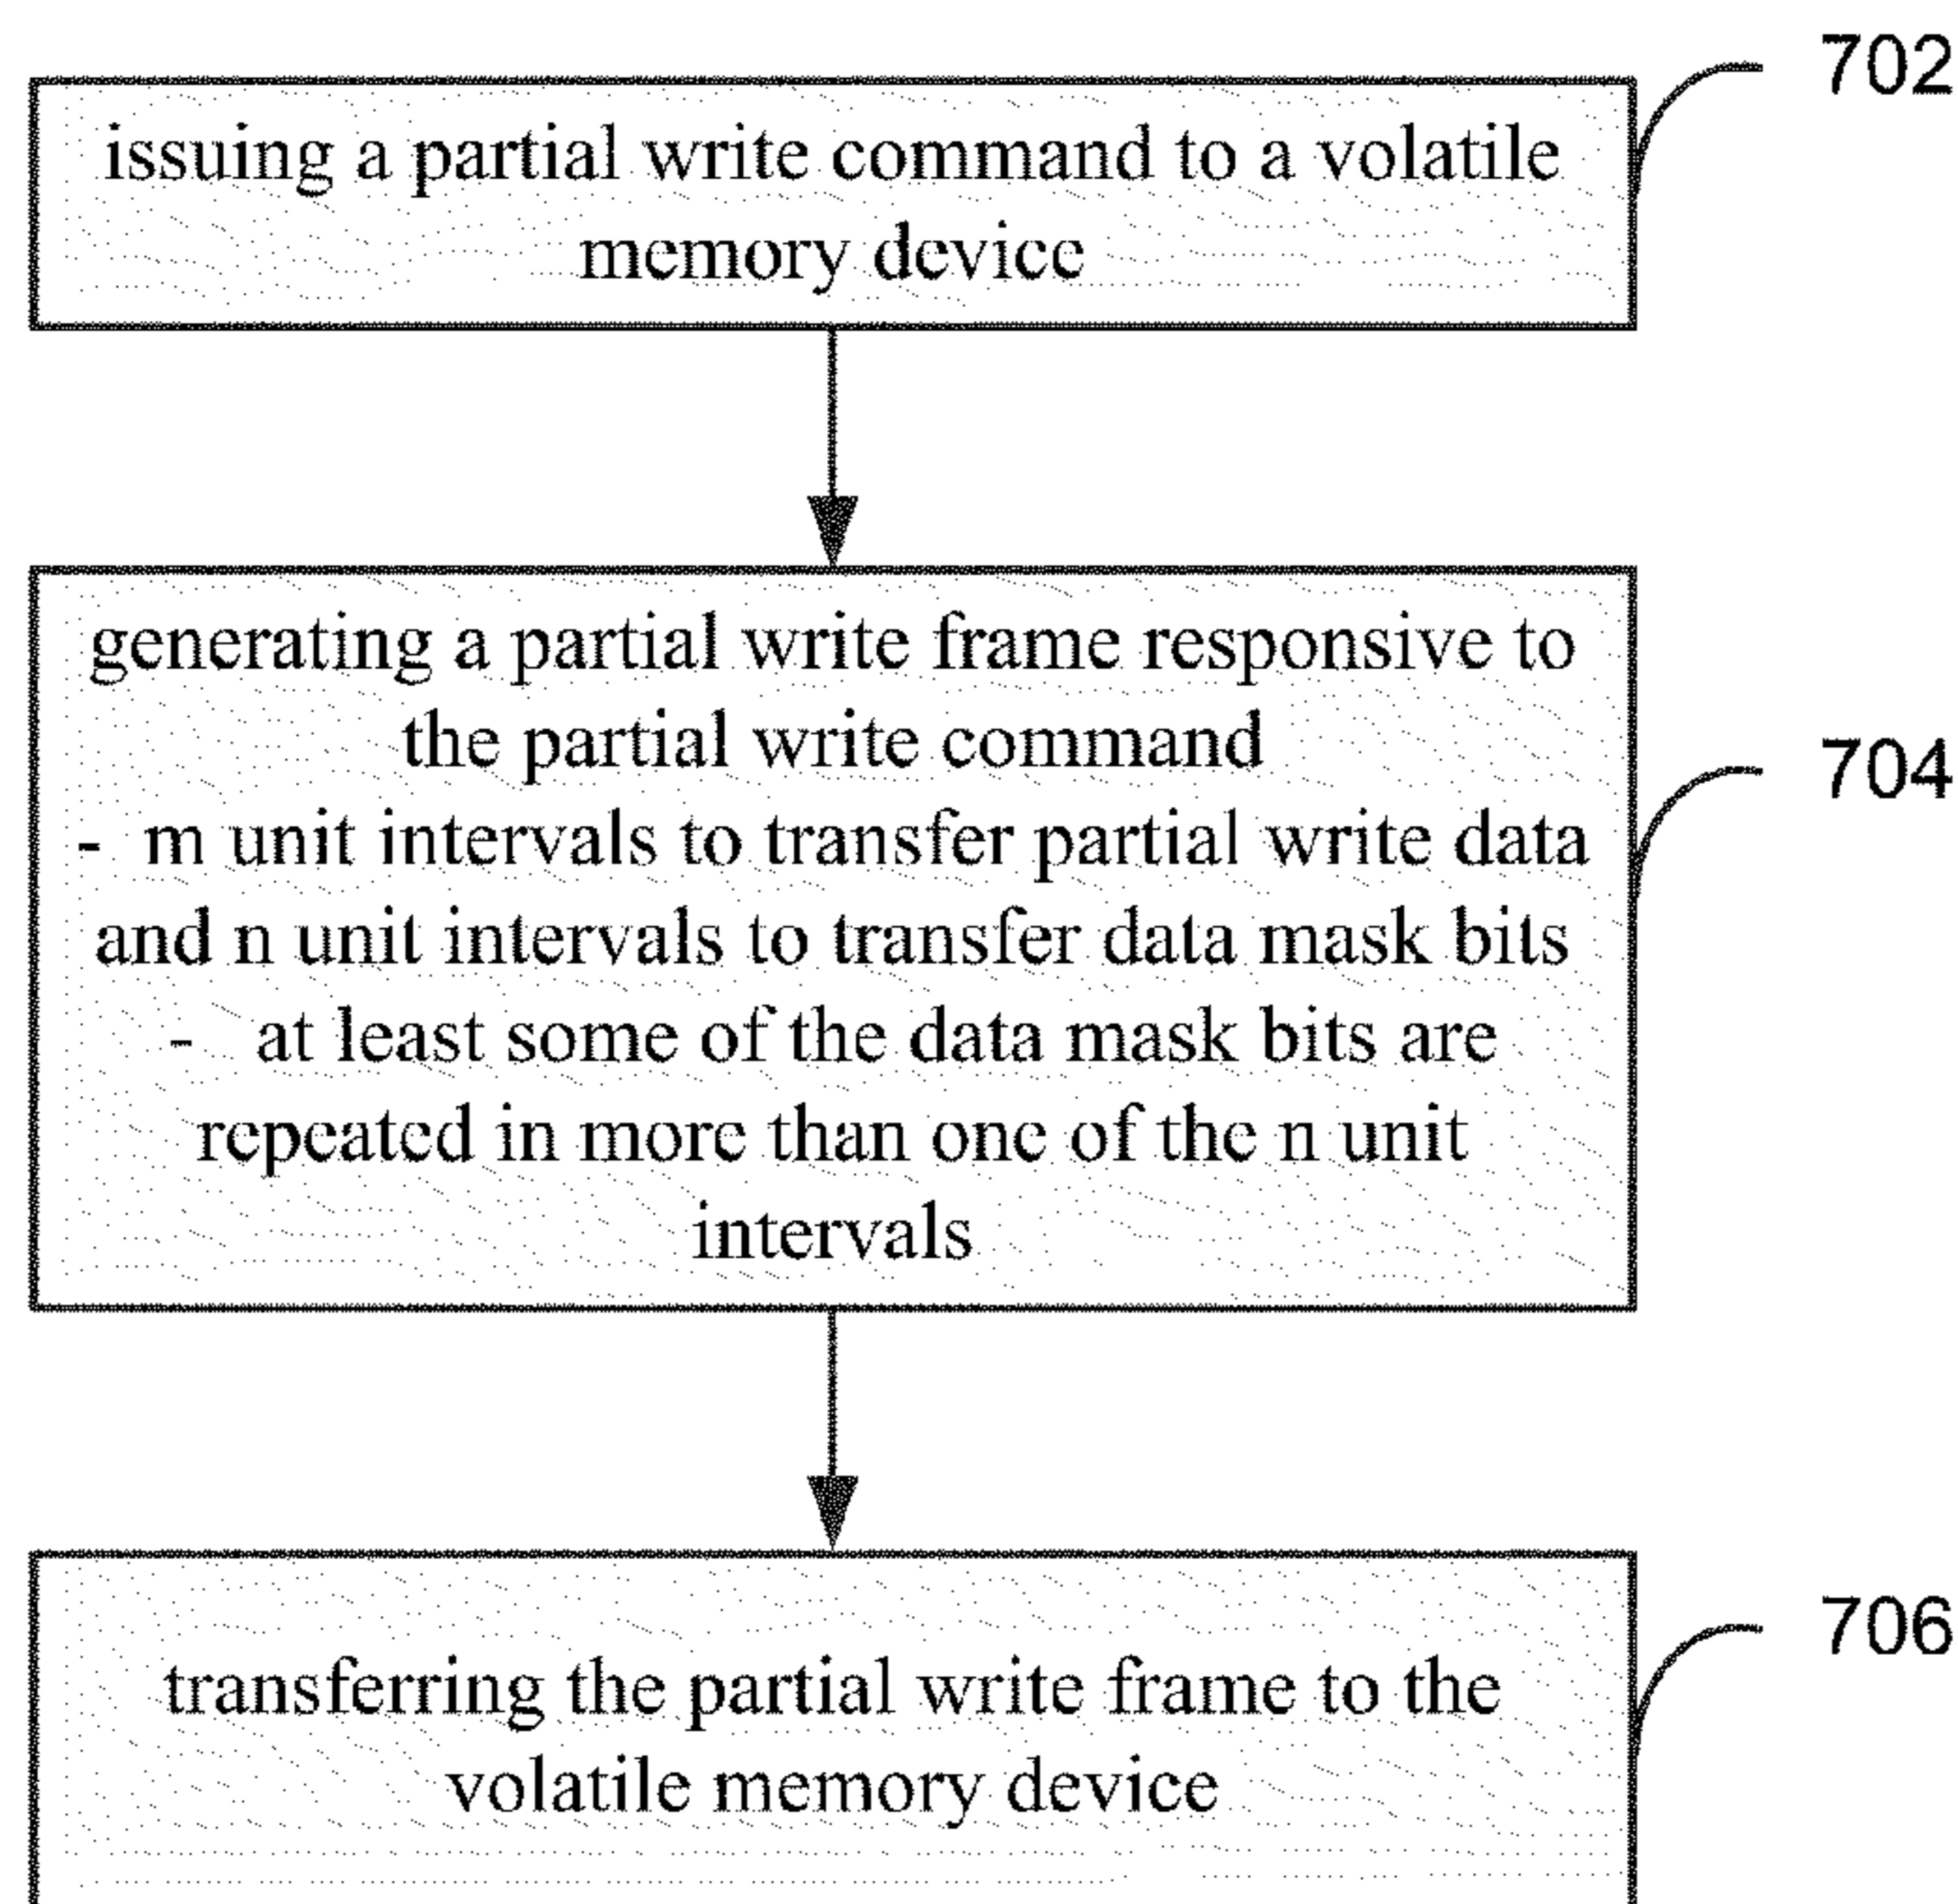 702
issuing a partial write command to a volatile
memory device
generating a partial write frame responsive to
the partial write command
704
- m unit intervals to transfer partial write data
and n unit intervals to transfer data mask bits
- at least some of the data mask bits are
repeated in more than one of the n unit
intervals
706
transferring the partial write frame to the
volatile memory device